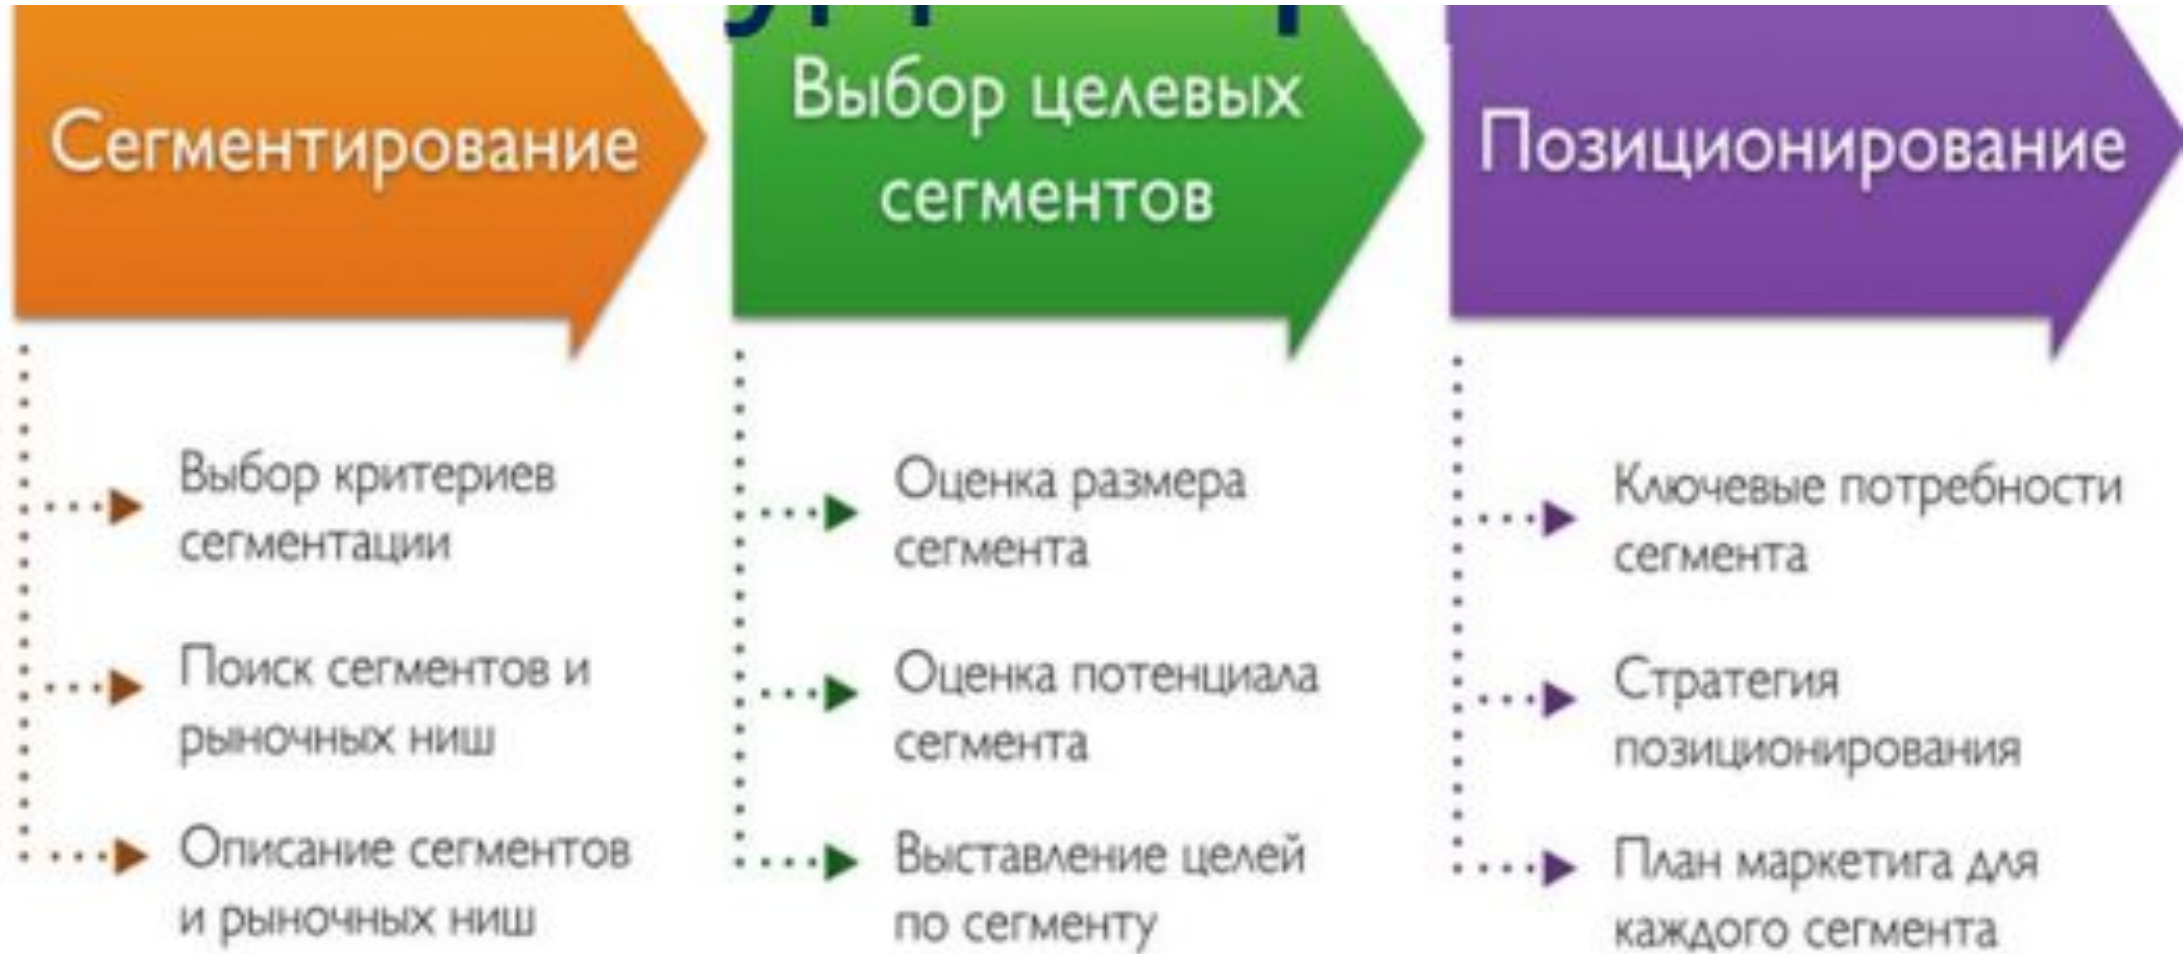 Сегментирование
Выбор критериев
сегментации
Поиск сегментов и
рыночных ниш
Описание сегментов
и рыночных ниш
Выбор целевых
сегментов
Оценка размера
сегмента
Оценка потенциала
сегмента
Выставление целей
по сегменту
Позиционирование
Ключевые потребности
сегмента
Стратегия
позиционирования
План маркетига для
каждого сегмента